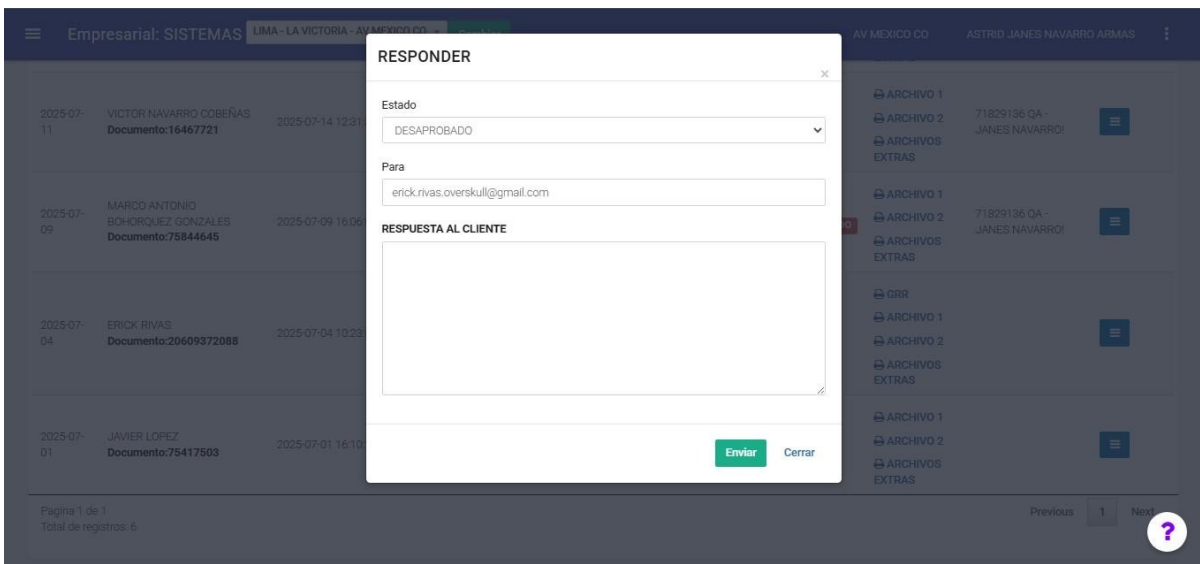 Empresarial: SISTEMAS
LIMA - LA VICTORIA - AV MEXICO CO
AV MEXICO CO
ASTRID JANES NAVARRO ARMAS
RESPONDER
×
Estado
DESAPROBADO
Para
erick.rivas.overskull@gmail.com
RESPUESTA AL CLIENTE
Enviar
Cerrar
2025-07-
11
VICTOR NAVARRO COBEÑAS
Documento:16467721
2025-07-14 12:31
ARCHIVO 1
ARCHIVO 2
ARCHIVOS
EXTRAS
71829136 QA -
JANES NAVARRO!
2025-07-
09
MARCO ANTONIO
BOHORQUEZ GONZALES
Documento:75844645
2025-07-09 16:06
ARCHIVO 1
ARCHIVO 2
ARCHIVOS
EXTRAS
71829136 QA -
JANES NAVARRO!
2025-07-
04
ERICK RIVAS
Documento:20609372088
2025-07-04 10:23
GRR
ARCHIVO 1
ARCHIVO 2
ARCHIVOS
EXTRAS
2025-07-
01
JAVIER LOPEZ
Documento:75417503
2025-07-01 16:10
ARCHIVO 1
ARCHIVO 2
ARCHIVOS
EXTRAS
Pagina 1 de 1
Total de registros: 6
Previous
1
Next
?